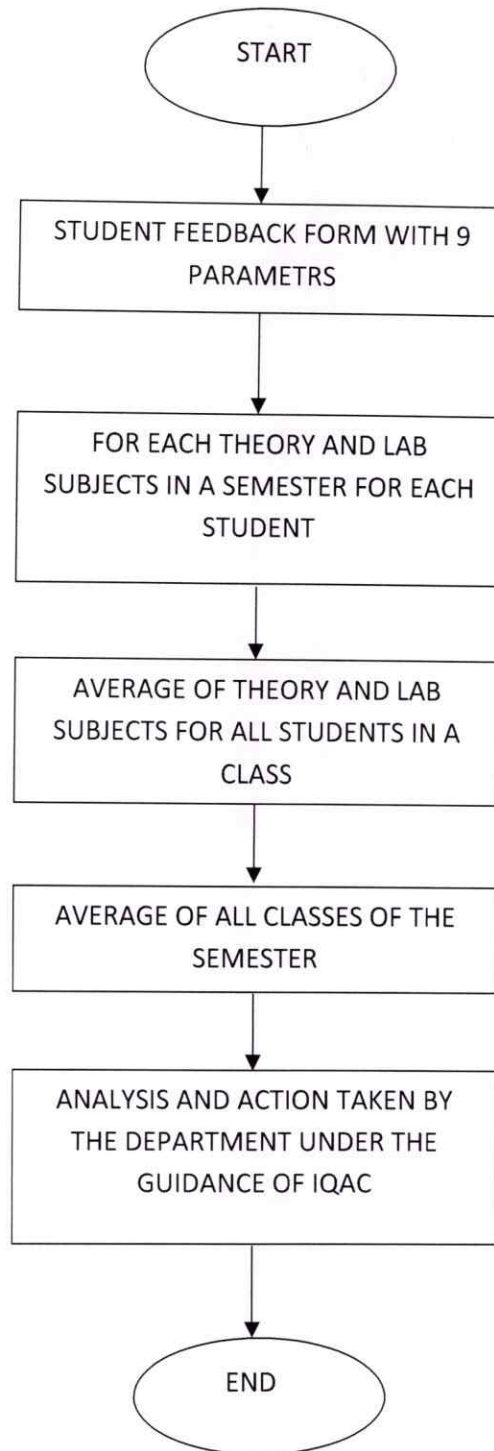 START
STUDENT FEEDBACK FORM WITH 9
PARAMETRS
FOR EACH THEORY AND LAB
SUBJECTS IN A SEMESTER FOR EACH
STUDENT
AVERAGE OF THEORY AND LAB
SUBJECTS FOR ALL STUDENTS IN A
CLASS
AVERAGE OF ALL CLASSES OF THE
SEMESTER
ANALYSIS AND ACTION TAKEN BY
THE DEPARTMENT UNDER THE
GUIDANCE OF IQAC
END